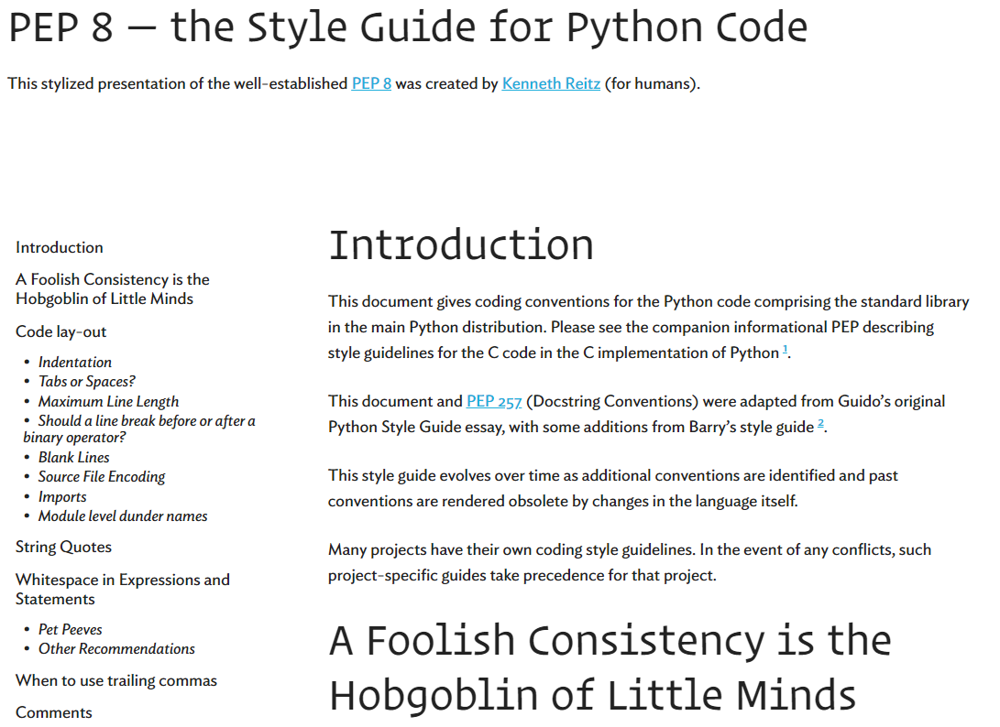 PEP 8 — the Style Guide for Python Code
This stylized presentation of the well-established PEP 8 was created by Kenneth Reitz (for humans).
Introduction
A Foolish Consistency is the
Hobgoblin of Little Minds
Code lay-out
• Indentation
• Tabs or Spaces?
• Maximum Line Length
• Should a line break before or after a
binary operator?
• Blank Lines
• Source File Encoding
• Imports
• Module level dunder names
String Quotes
Whitespace in Expressions and
Statements
• Pet Peeves
• Other Recommendations
When to use trailing commas
Comments
Introduction
This document gives coding conventions for the Python code comprising the standard library
in the main Python distribution. Please see the companion informational PEP describing
style guidelines for the C code in the C implementation of Python 1.
This document and PEP 257 (Docstring Conventions) were adapted from Guido’s original
Python Style Guide essay, with some additions from Barry’s style guide 2.
This style guide evolves over time as additional conventions are identified and past
conventions are rendered obsolete by changes in the language itself.
Many projects have their own coding style guidelines. In the event of any conflicts, such
project-specific guides take precedence for that project.
A Foolish Consistency is the
Hobgoblin of Little Minds